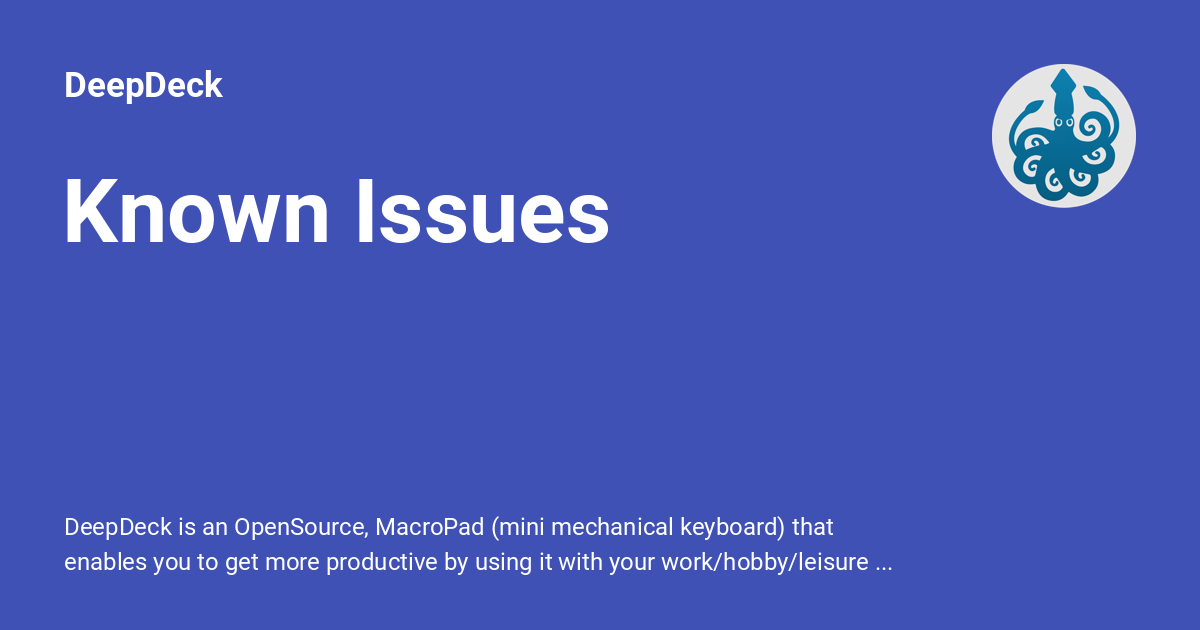 DeepDeck
Known Issues
DeepDeck is an OpenSource, MacroPad (mini mechanical keyboard) that
enables you to get more productive by using it with your work/hobby/leisure ...